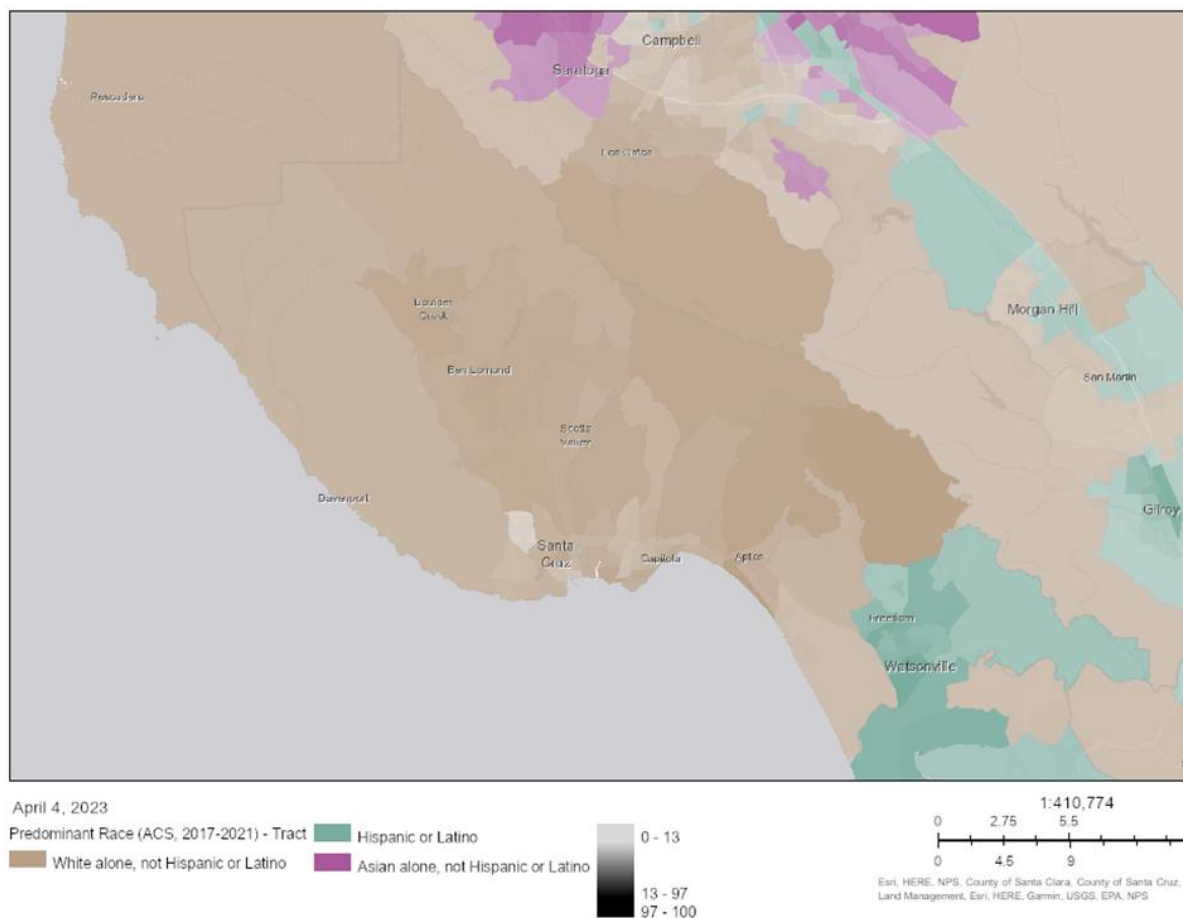 Campbell
Saratoga
Pescadero
Los Gatos
Boulder
Creek
Morgan Hill
Ben Lomond
San Martin
Scotts
Valley
Davenport
Gilroy
Santa
Cruz
Capitola
Aptos
Freedom
Watsonville
April 4, 2023
Predominant Race (ACS, 2017-2021) - Tract
White alone, not Hispanic or Latino
Hispanic or Latino
Asian alone, not Hispanic or Latino
0 - 13
13 - 97
97 - 100
1:410,774
0 2.75 5.5
0 4.5 9
Esri, HERE, NPS, County of Santa Clara, County of Santa Cruz,
Land Management, Esri, HERE, Garmin, USGS, EPA, NPS